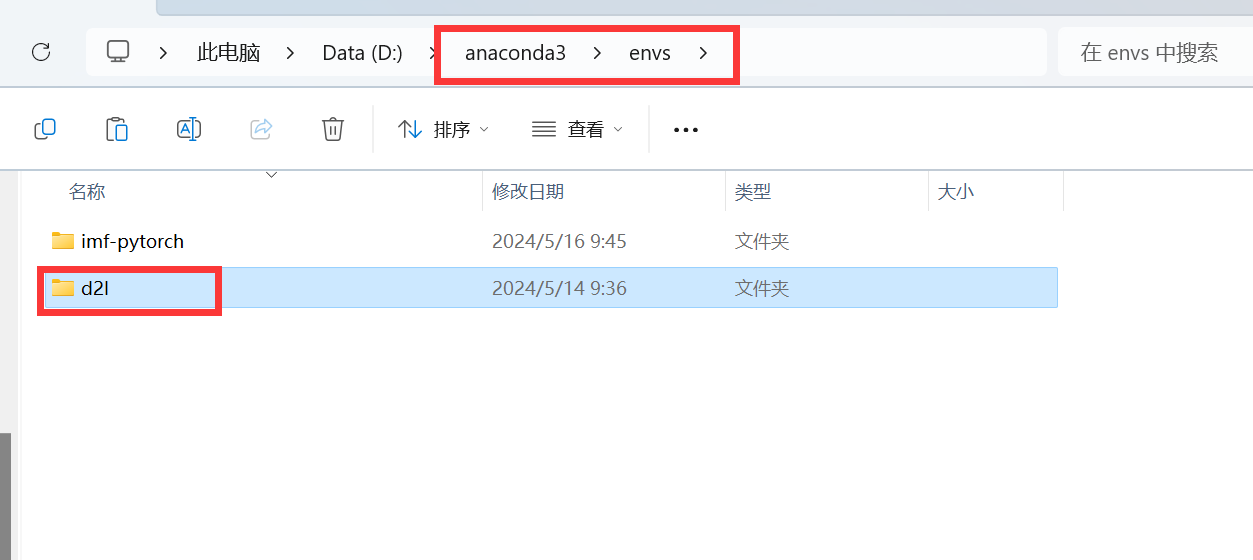 此电脑 > Data (D:) > anaconda3 > envs >
在 envs 中搜索
排序 查看
名称 修改日期 类型 大小
imf-pytorch 2024/5/16 9:45 文件夹
d2l 2024/5/14 9:36 文件夹